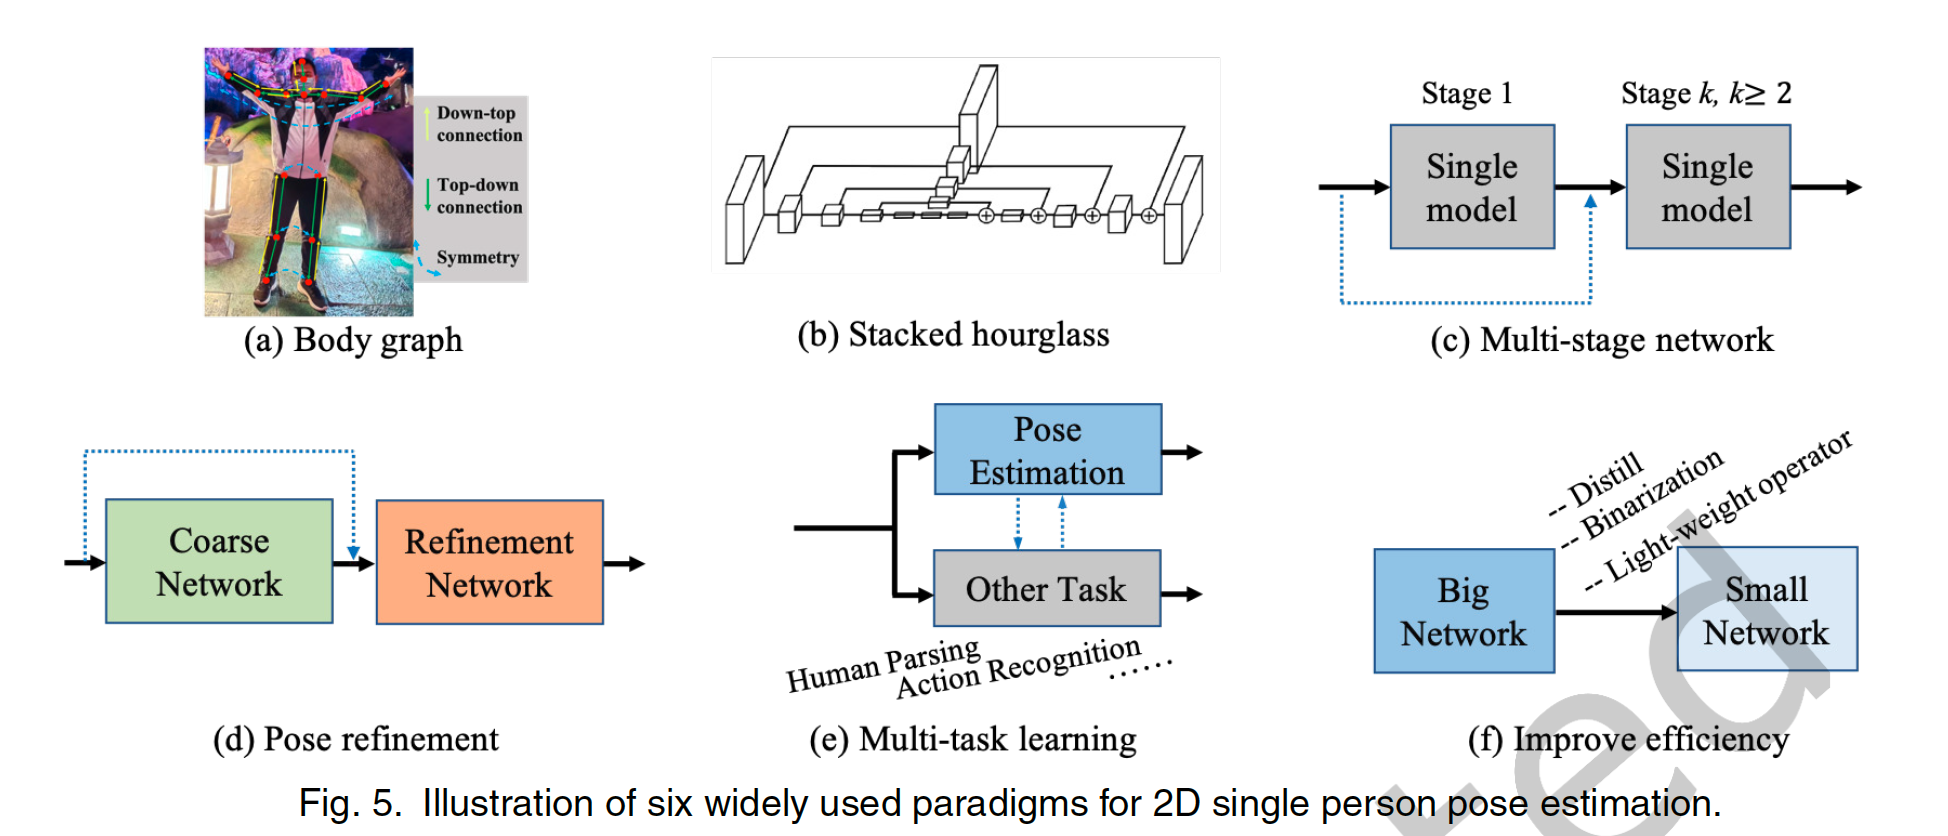 Down-top
connection
Top-down
connection
Symmetry
(a) Body graph
(b) Stacked hourglass
Stage 1
Stage k, k≥ 2
Single
model
Single
model
(c) Multi-stage network
Coarse
Network
Refinement
Network
(d) Pose refinement
Pose
Estimation
Other Task
Human Parsing
Action Recognition
......
(e) Multi-task learning
-- Distill
-- Binarization
-- Light-weight operator
Big
Network
Small
Network
(f) Improve efficiency
Fig. 5. Illustration of six widely used paradigms for 2D single person pose estimation.
ted